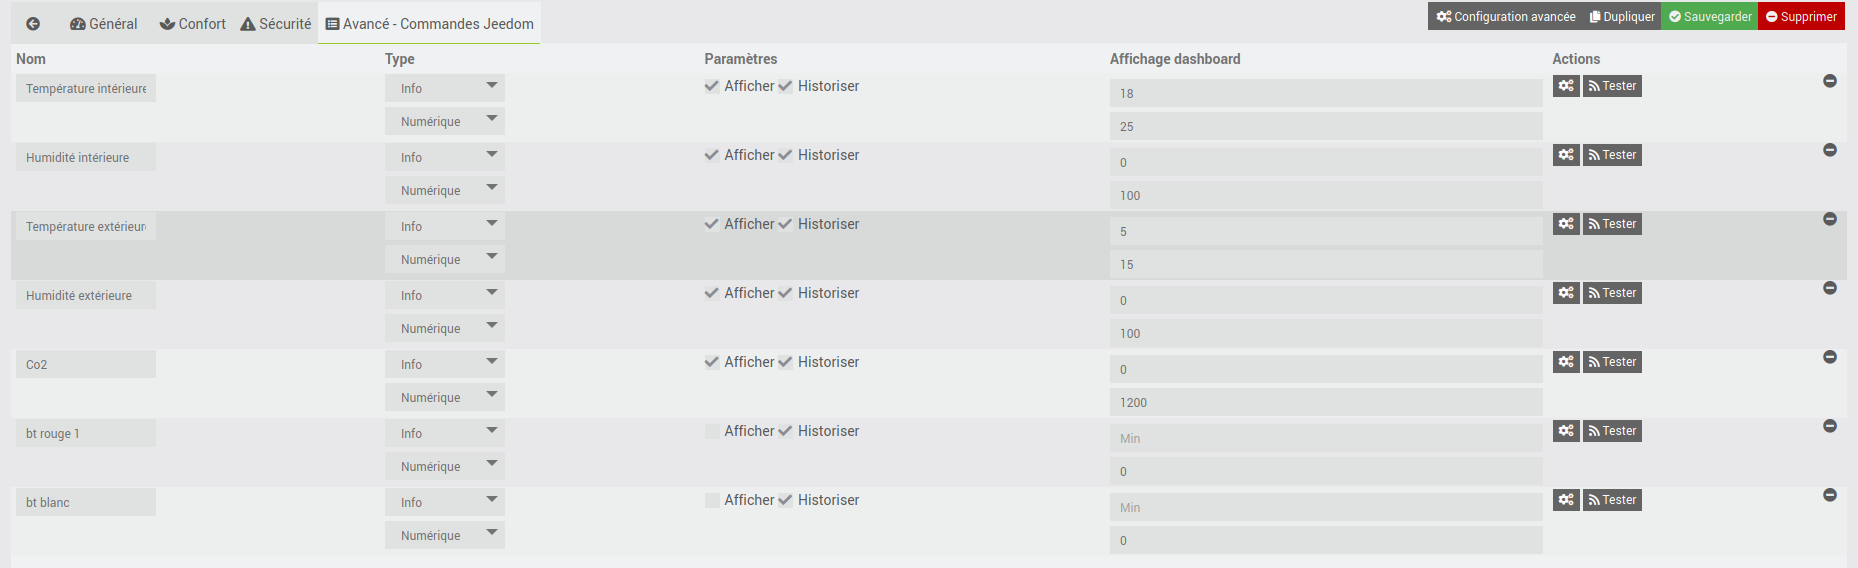 Général Confort Sécurité Avancé - Commandes Jeedom Configuration avancée Dupliquer Sauvegarder Supprimer
Nom Type Paramètres Affichage dashboard Actions
Température intérieure Info Afficher Historiser 18 Tester
Numérique 25
Humidité intérieure Info Afficher Historiser 0 Tester
Numérique 100
Température extérieur Info Afficher Historiser 5 Tester
Numérique 15
Humidité extérieure Info Afficher Historiser 0 Tester
Numérique 100
Co2 Info Afficher Historiser 0 Tester
Numérique 1200
bt rouge 1 Info Afficher Historiser Min Tester
Numérique 0
bt blanc Info Afficher Historiser Min Tester
Numérique 0